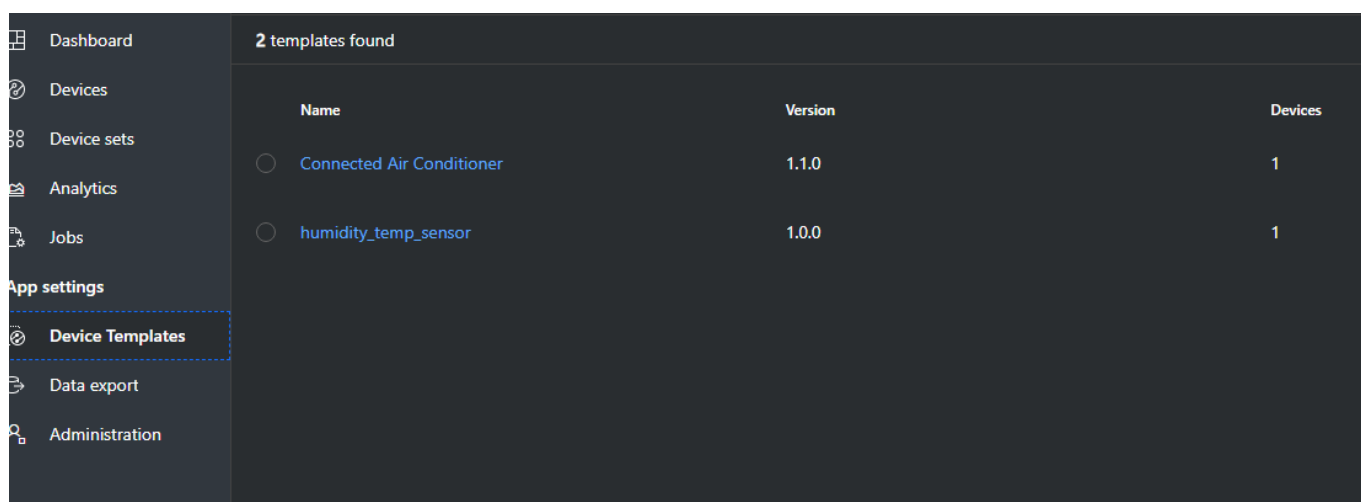 Dashboard
Devices
Device sets
Analytics
Jobs
App settings
Device Templates
Data export
Administration
2 templates found
Name Version Devices
Connected Air Conditioner 1.1.0 1
humidity_temp_sensor 1.0.0 1